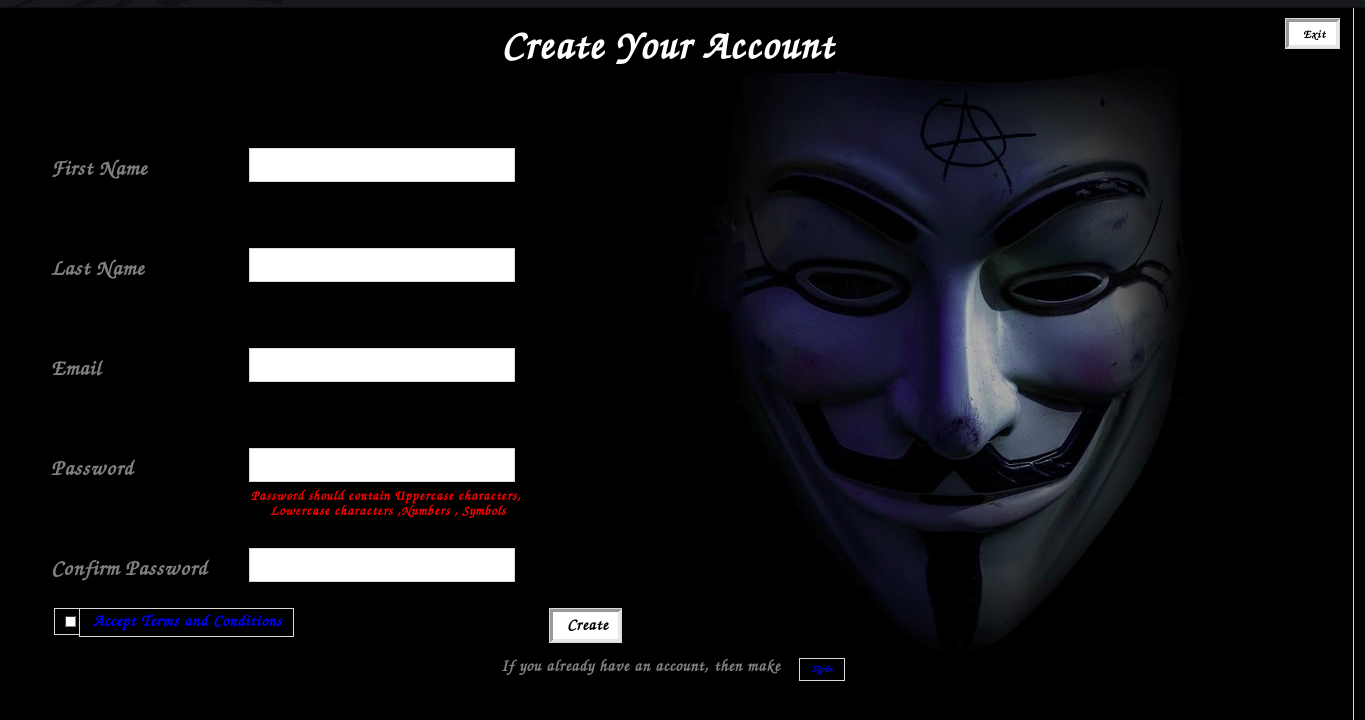 Create Your Account
Exit
First Name
Last Name
Email
Password
Password should contain Uppercase characters,
Lowercase characters ,Numbers , Symbols
Confirm Password
Accept Terms and Conditions
Create
If you already have an account, then make
SignIn